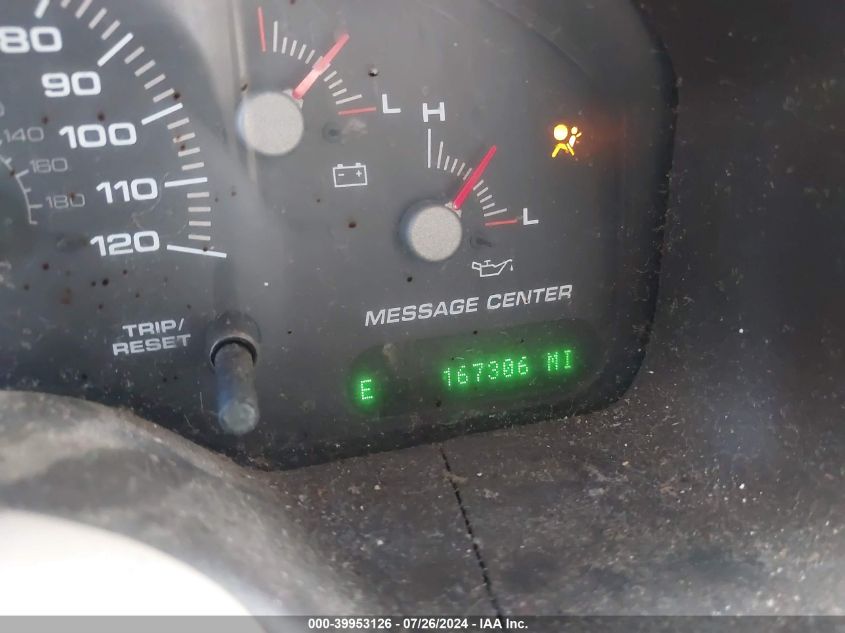 80
90
100
110
120
140
160
180
L
H
L
- +
TRIP/
RESET
MESSAGE CENTER
E 167306 MI
000-39953126 - 07/26/2024 - IAA Inc.